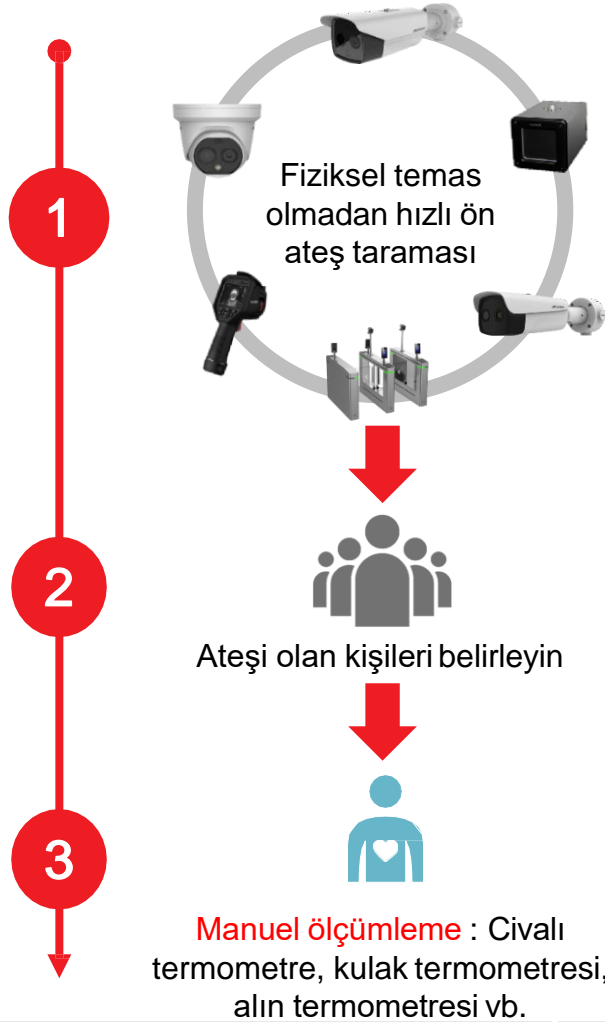 1
Fiziksel temas
olmadan hızlı ön
ateş taraması
2
Ateşi olan kişileri belirleyin
3
Manuel ölçümleme : Civalı
termometre, kulak termometresi,
alın termometresi vb.